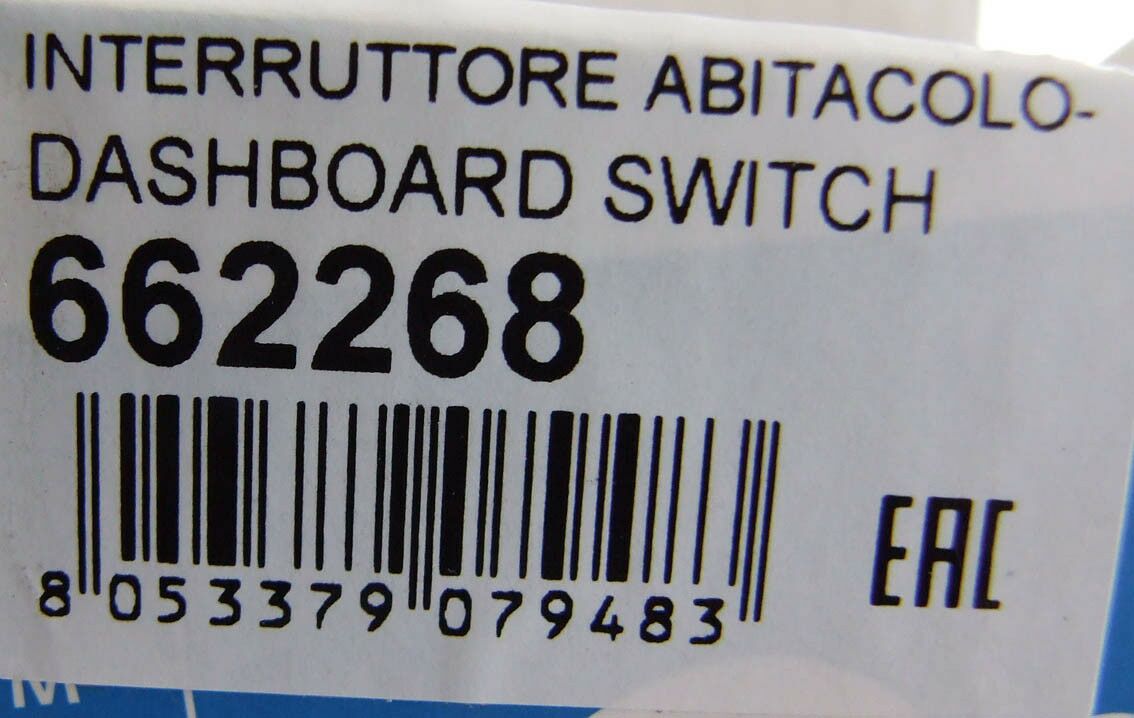 INTERRUTTORE ABITACOLO-
DASHBOARD SWITCH
662268
8 053379 079483
EAC
M